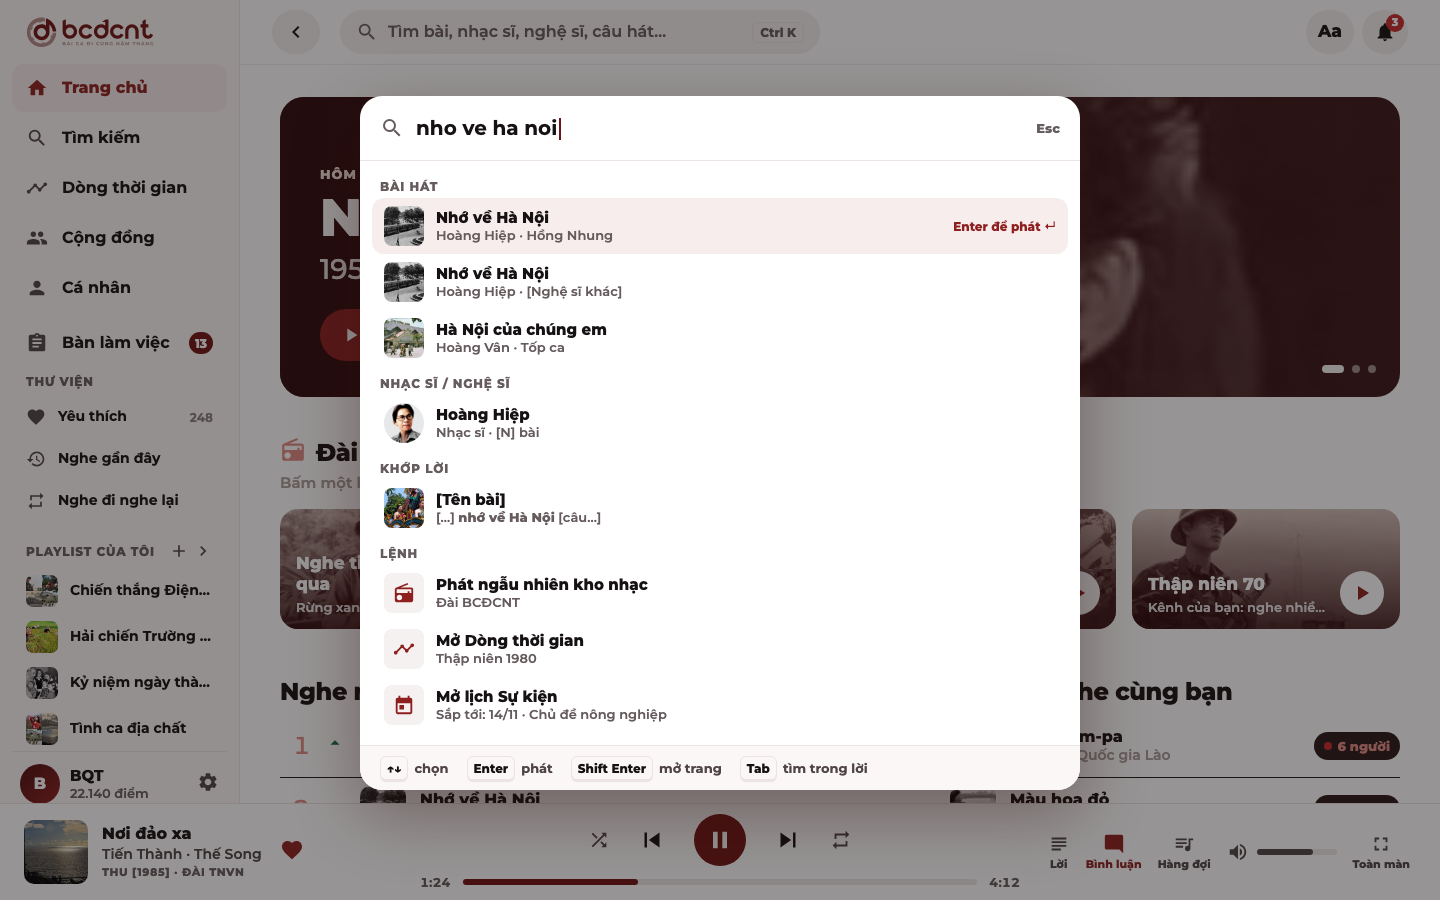 bcdcnt
BÀI CA ĐI CÙNG NĂM THÁNG
Tìm bài, nhạc sĩ, nghệ sĩ, câu hát...
Ctrl K
Aa
3
Trang chủ
Tìm kiếm
Dòng thời gian
Cộng đồng
Cá nhân
Bàn làm việc
13
THƯ VIỆN
Yêu thích
248
Nghe gần đây
Nghe đi nghe lại
PLAYLIST CỦA TÔI
Chiến thắng Điện...
Hải chiến Trường ...
Kỷ niệm ngày thà...
Tình ca địa chất
B
BQT
22.140 điểm
HÔM
N
195
nho ve ha noi
Esc
BÀI HÁT
Nhớ về Hà Nội
Hoàng Hiệp · Hồng Nhung
Enter để phát ↵
Nhớ về Hà Nội
Hoàng Hiệp · [Nghệ sĩ khác]
Hà Nội của chúng em
Hoàng Vân · Tốp ca
NHẠC SĨ / NGHỆ SĨ
Hoàng Hiệp
Nhạc sĩ · [N] bài
KHỚP LỜI
[Tên bài]
[...] nhớ về Hà Nội [câu...]
LỆNH
Phát ngẫu nhiên kho nhạc
Đài BCĐCNT
Mở Dòng thời gian
Thập niên 1980
Mở lịch Sự kiện
Sắp tới: 14/11 · Chủ đề nông nghiệp
↑↓ chọn Enter phát Shift Enter mở trang Tab tìm trong lời
Đài
Bấm một
Nghe t
qua
Rừng xan
Thập niên 70
Kênh của bạn: nghe nhiề...
Nghe
he cùng bạn
1
m-pa
Quốc gia Lào
6 người
Nhớ về Hà Nội
Màu hoa đỏ
Nơi đảo xa
Tiến Thành · Thế Song
THU [1985] · ĐÀI TNVN
1:24
4:12
Lời
Bình luận
Hàng đợi
Toàn màn